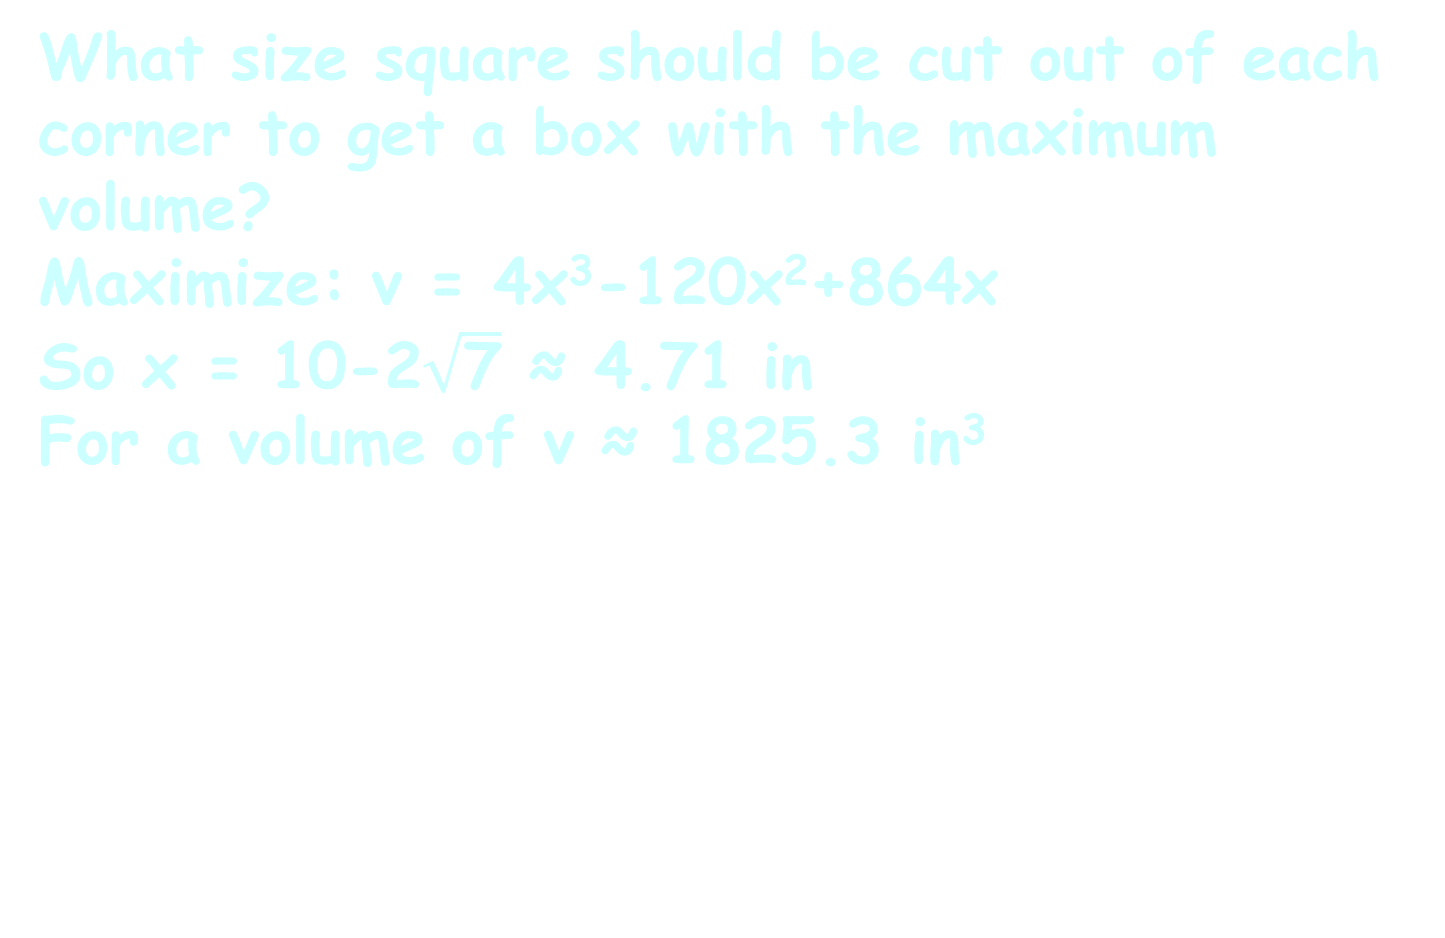 What size square should be cut out of each
corner to get a box with the maximum
volume?
Maximize: v = 4x³-120x²+864x
So x = 10-2√7 ≈ 4.71 in
For a volume of v ≈ 1825.3 in³